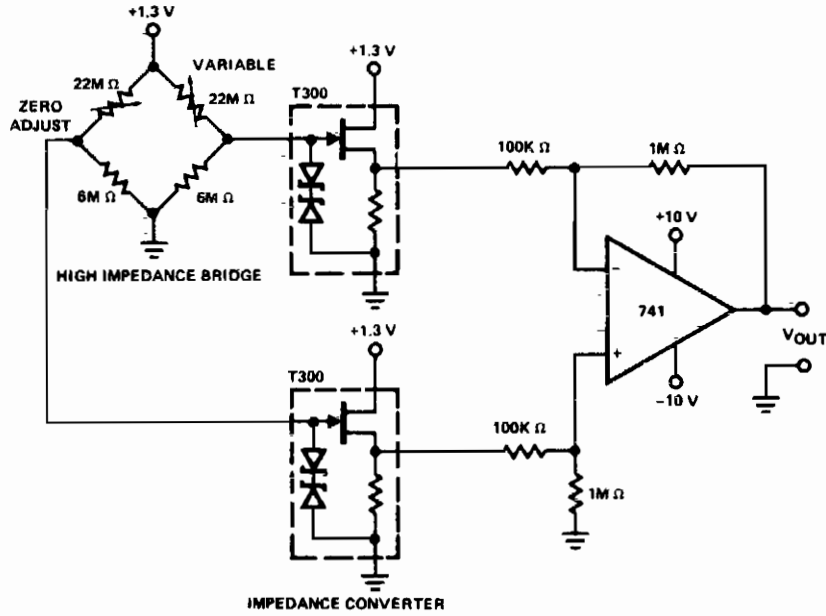 +1.3 V
VARIABLE
22M Ω
22M Ω
ZERO
ADJUST
6M Ω
6M Ω
HIGH IMPEDANCE BRIDGE
+1.3 V
T300
100K Ω
1M Ω
+10 V
−
741
+
−10 V
VOUT
+1.3 V
T300
100K Ω
1M Ω
IMPEDANCE CONVERTER